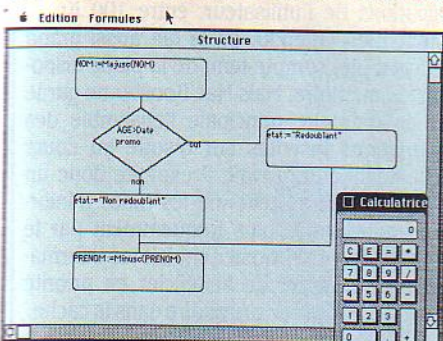 Edition Formules
Structure
NOM:=Majusc(NOM)
AGE>Date
promo
oui
etat:="Redoublant"
non
etat:="Non redoublant"
PRENOM:=Minusc(PRENOM)
Calculatrice
0
C E = *
7 8 9 /
4 5 6 -
1 2 3
0 . +